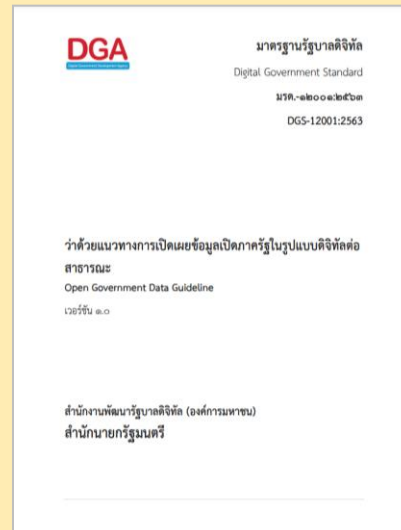 DGA
มาตรฐานรัฐบาลดิจิทัล
Digital Government Standard
มรด.-๑๒๐๐๑:๒๕๖๓
DGS-12001:2563
ว่าด้วยแนวทางการเปิดเผยข้อมูลเปิดภาครัฐในรูปแบบดิจิทัลต่อ
สาธารณะ
Open Government Data Guideline
เวอร์ชัน ๑.๐
สำนักงานพัฒนารัฐบาลดิจิทัล (องค์การมหาชน)
สำนักนายกรัฐมนตรี